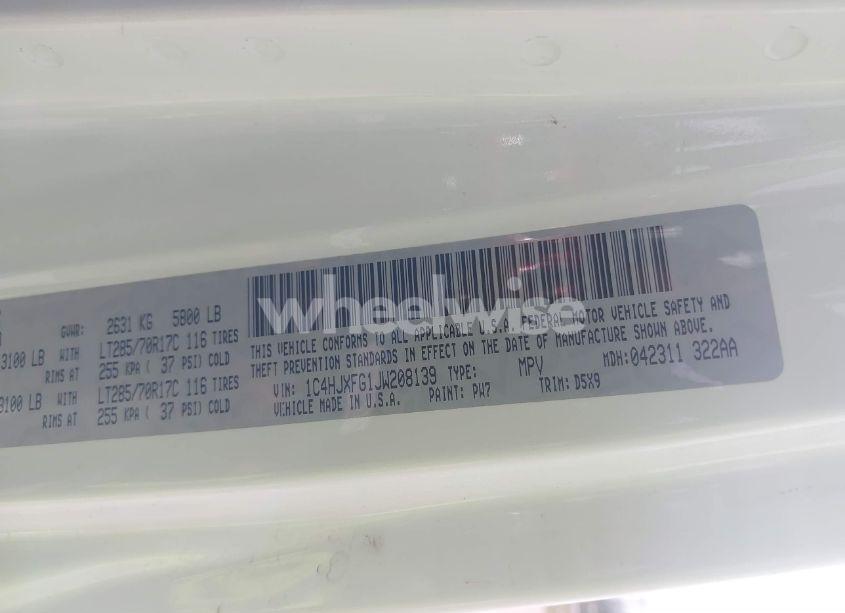 GVWR: 2631 KG 5800 LB
3100 LB WITH LT285/70R17C 116 TIRES
RIMS AT 255 KPA ( 37 PSI) COLD
3100 LB WITH LT285/70R17C 116 TIRES
RIMS AT 255 KPA ( 37 PSI) COLD
wheelwise
THIS VEHICLE CONFORMS TO ALL APPLICABLE U.S.A. FEDERAL MOTOR VEHICLE SAFETY AND
THEFT PREVENTION STANDARDS IN EFFECT ON THE DATE OF MANUFACTURE SHOWN ABOVE.
VIN: 1C4HJXFG1JW208139 TYPE: MPV MDH: 042311 322AA
VEHICLE MADE IN U.S.A. PAINT: PW7 TRIM: D5X9